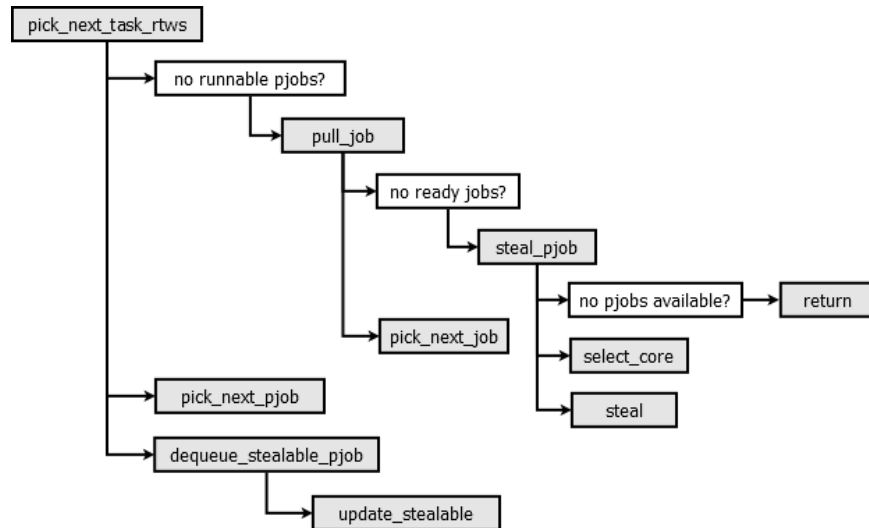 pick_next_task_rtws
no runnable pjobs?
pull_job
no ready jobs?
steal_pjob
no pjobs available?
return
pick_next_job
select_core
pick_next_pjob
steal
dequeue_stealable_pjob
update_stealable